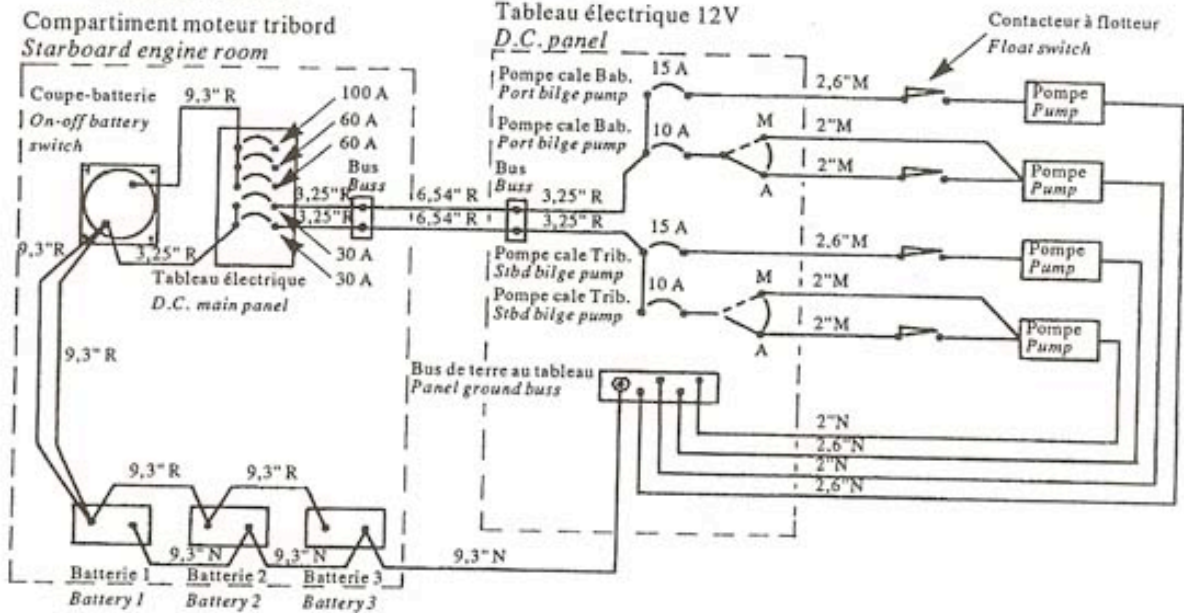 Compartiment moteur tribord
Starboard engine room
Coupe-batterie
On-off battery
switch
9,3" R
100 A
60 A
60 A
3,25" R
3,25" R
Bus
Buss
6,54" R
6,54" R
9,3" R
3,25" R
30 A
30 A
Tableau électrique
D.C. main panel
9,3" R
9,3" R
9,3" R
9,3" N
9,3" N
9,3" N
Batterie 1
Battery 1
Batterie 2
Battery 2
Batterie 3
Battery 3
Tableau électrique 12V
D.C. panel
Pompe cale Bab.
Port bilge pump
15 A
Pompe cale Bab.
Port bilge pump
10 A
M
A
Bus
Buss
3,25" R
3,25" R
Pompe cale Trib.
Stbd bilge pump
15 A
Pompe cale Trib.
Stbd bilge pump
10 A
M
A
Bus de terre au tableau
Panel ground buss
Contacteur à flotteur
Float switch
2,6" M
Pompe
Pump
2" M
2" M
Pompe
Pump
2,6" M
Pompe
Pump
2" M
2" M
Pompe
Pump
2" N
2,6" N
2" N
2,6" N